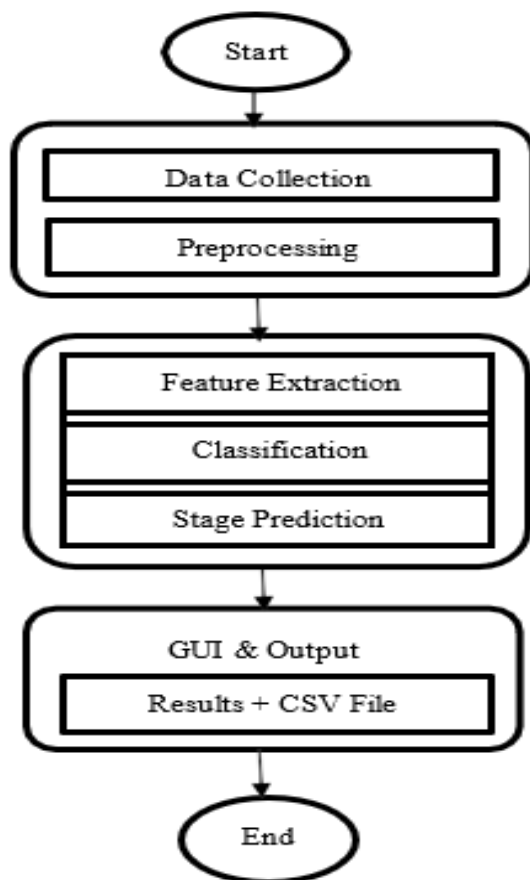 Start
Data Collection
Preprocessing
Feature Extraction
Classification
Stage Prediction
GUI & Output
Results + CSV File
End